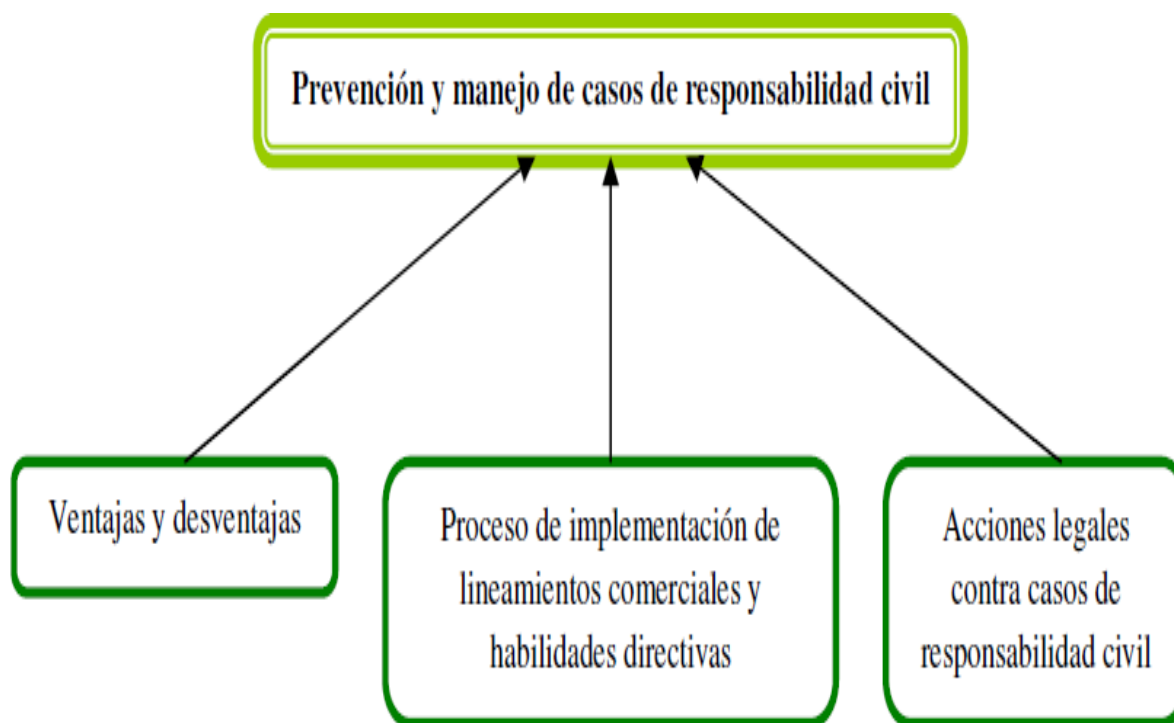 Prevención y manejo de casos de responsabilidad civil
Ventajas y desventajas
Proceso de implementación de
lineamientos comerciales y
habilidades directivas
Acciones legales
contra casos de
responsabilidad civil